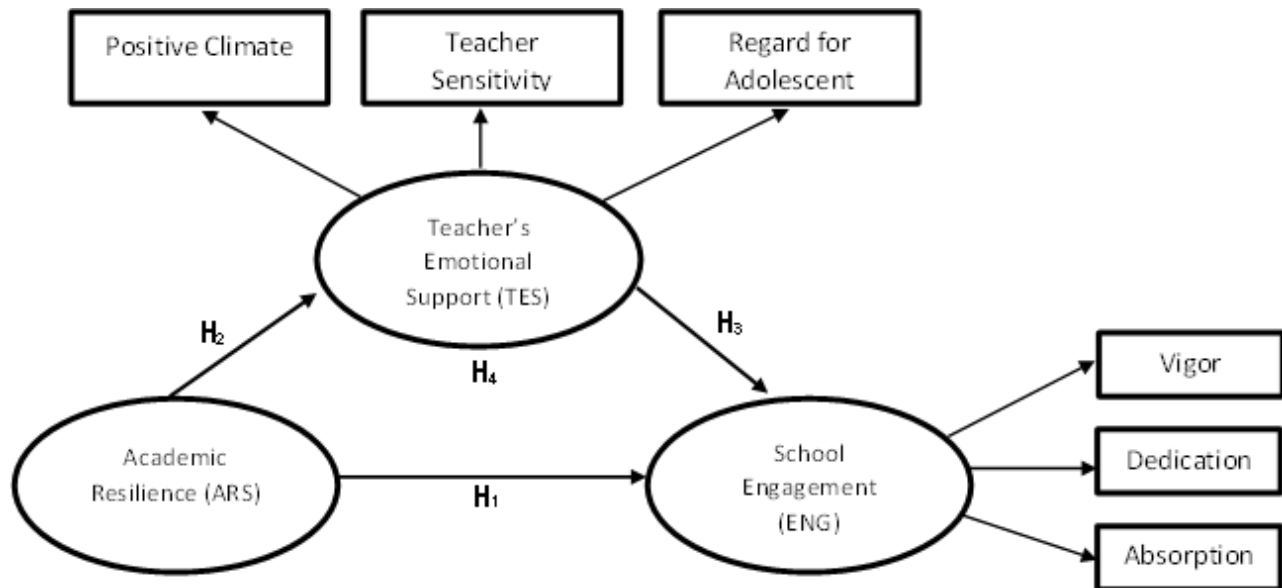 Positive Climate
Teacher
Sensitivity
Regard for
Adolescent
Teacher's
Emotional
Support (TES)
H₂
H₃
H₄
Vigor
Academic
Resilience (ARS)
H₁
School
Engagement
(ENG)
Dedication
Absorption